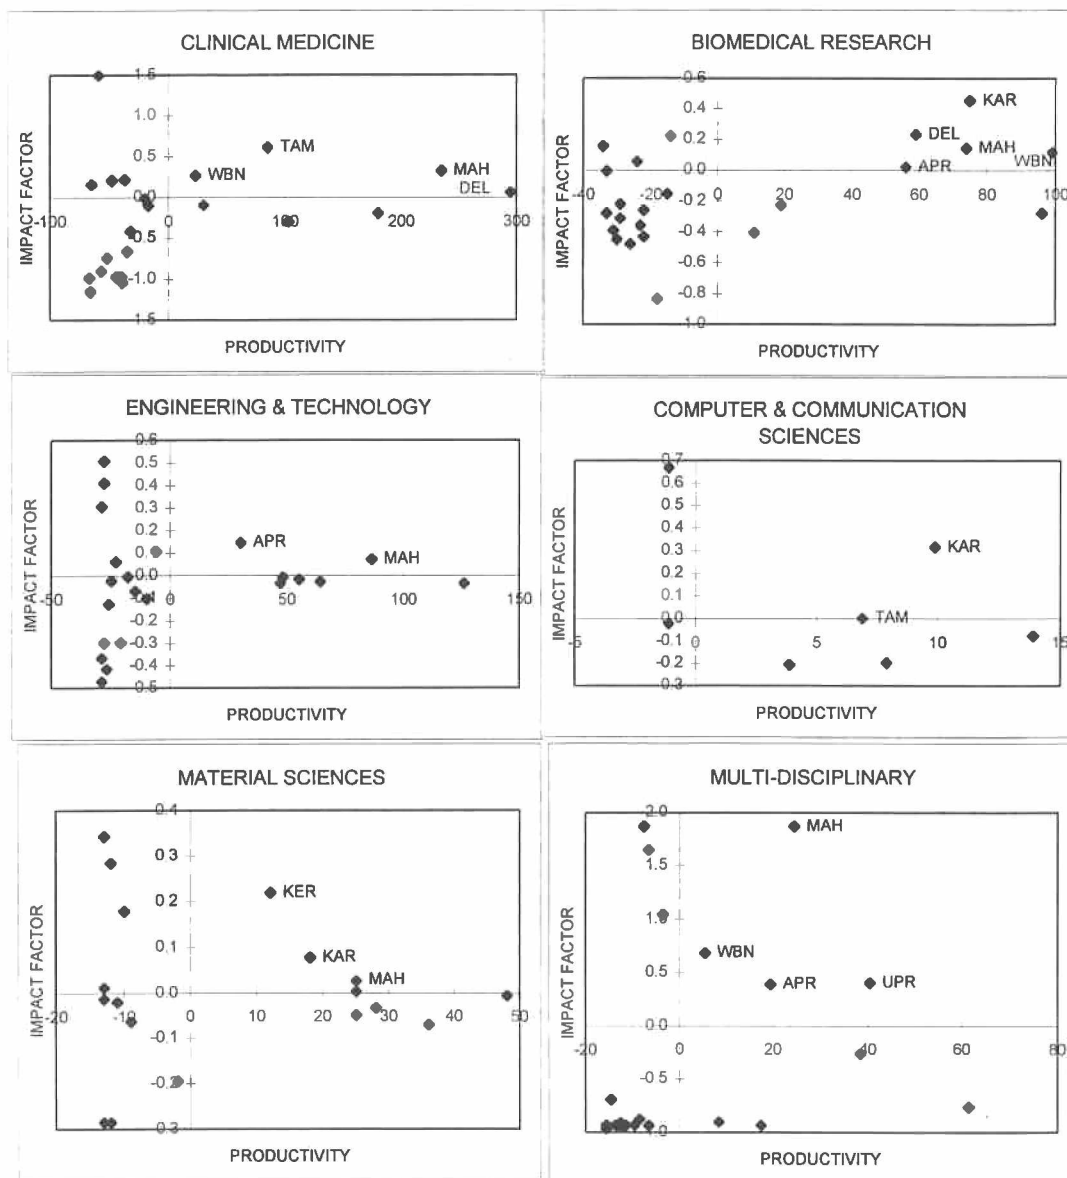 CLINICAL MEDICINE
IMPACT FACTOR
1.5
1.0
TAM
0.5
WBN
MAH
DEL
0.0
-100
0
100
200
300
-0.5
-1.0
1.5
PRODUCTIVITY
BIOMEDICAL RESEARCH
IMPACT FACTOR
0.6
KAR
0.4
DEL
0.2
MAH
WBN
APR
0.0
-40
-20
0
20
40
60
80
100
-0.2
-0.4
-0.6
-0.8
-1.0
PRODUCTIVITY
ENGINEERING & TECHNOLOGY
IMPACT FACTOR
0.6
0.5
0.4
0.3
0.2
APR
0.1
MAH
0.0
-50
0
50
100
150
-0.1
-0.2
-0.3
-0.4
0.5
PRODUCTIVITY
COMPUTER & COMMUNICATION
SCIENCES
IMPACT FACTOR
0.7
0.6
0.5
0.4
KAR
0.3
0.2
0.1
TAM
0.0
-5
0
5
10
15
-0.1
-0.2
0.3
PRODUCTIVITY
MATERIAL SCIENCES
IMPACT FACTOR
0.4
0.3
KER
0.2
KAR
0.1
MAH
0.0
-20
-10
0
10
20
30
40
50
-0.1
-0.2
0.3
PRODUCTIVITY
MULTI-DISCIPLINARY
IMPACT FACTOR
2.0
MAH
1.5
1.0
WBN
0.5
APR
UPR
0.0
-20
0
20
40
60
80
-0.5
1.0
PRODUCTIVITY